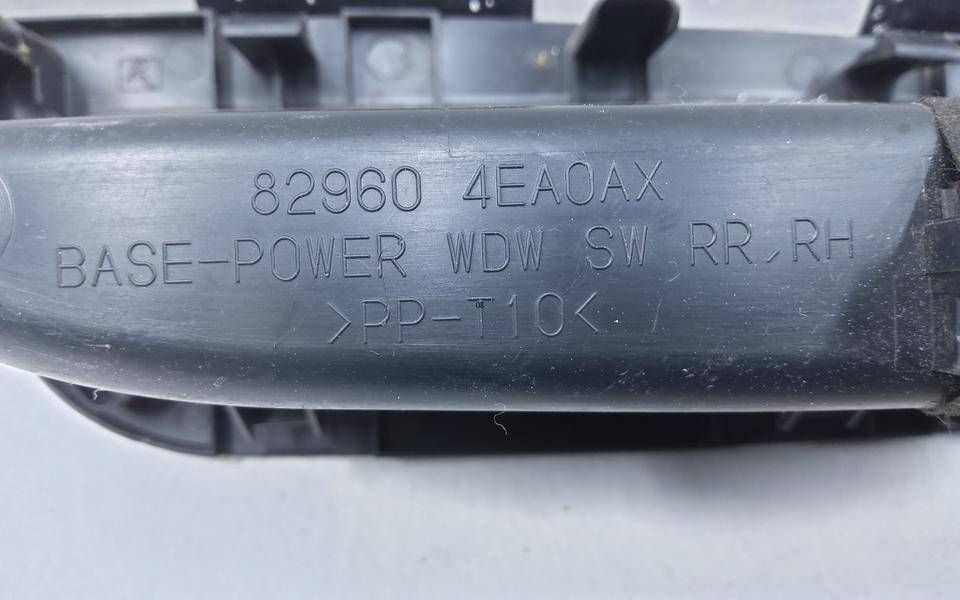 82960 4EA0AX
BASE-POWER WDW SW RR,RH
>PP-T10<